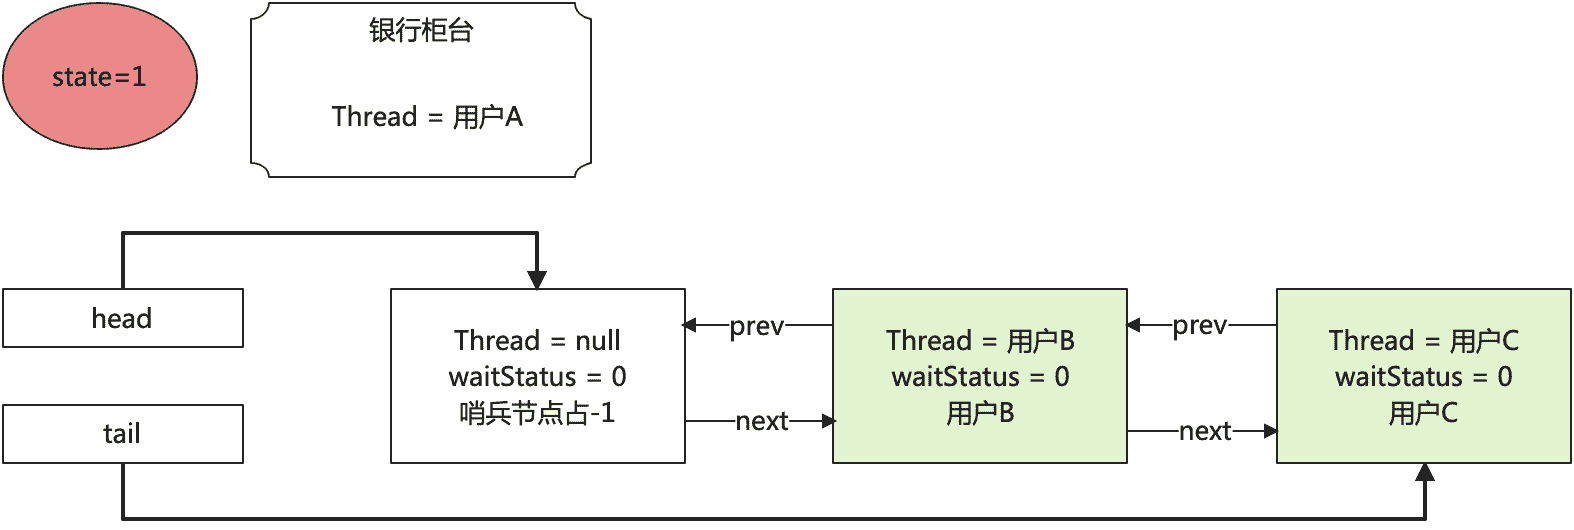 state=1
银行柜台
Thread = 用户A
head
tail
Thread = null
waitStatus = 0
哨兵节点占-1
prev
next
Thread = 用户B
waitStatus = 0
用户B
prev
next
Thread = 用户C
waitStatus = 0
用户C